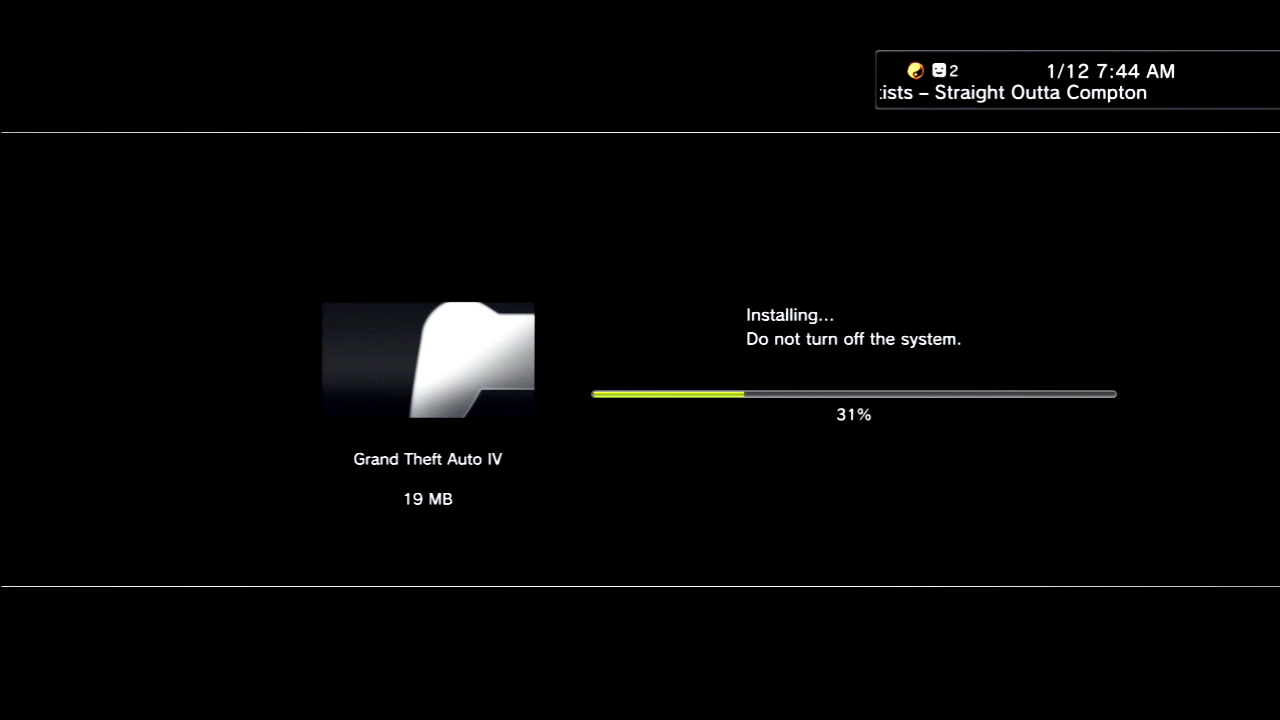 2 1/12 7:44 AM
:ists – Straight Outta Compton
Installing...
Do not turn off the system.
31%
Grand Theft Auto IV
19 MB